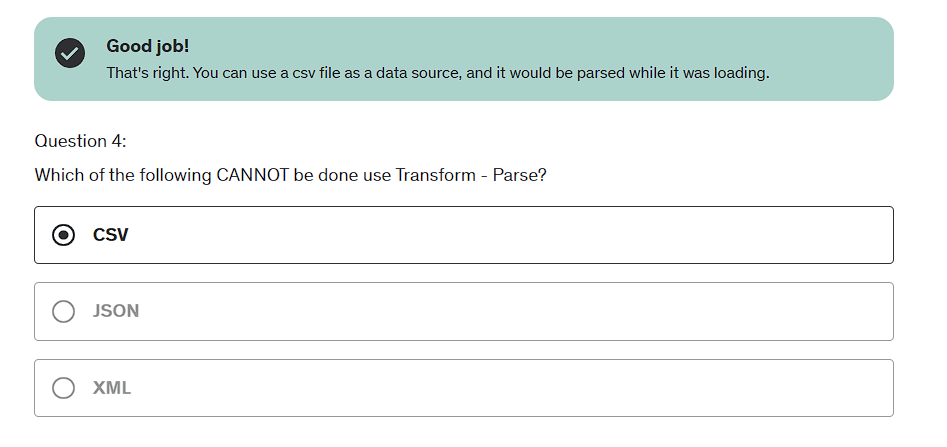 Good job!
That's right. You can use a csv file as a data source, and it would be parsed while it was loading.
Question 4:
Which of the following CANNOT be done use Transform - Parse?
CSV
JSON
XML